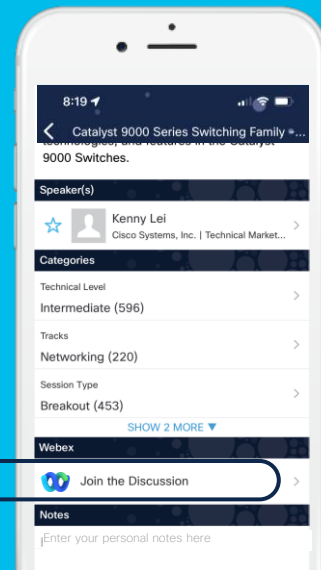 8:19
Catalyst 9000 Series Switching Family -...
technologies, and features in the Catalyst
9000 Switches.
Speaker(s)
Kenny Lei
Cisco Systems, Inc. | Technical Market...
Categories
Technical Level
Intermediate (596)
Tracks
Networking (220)
Session Type
Breakout (453)
SHOW 2 MORE ▼
Webex
Join the Discussion
Notes
Enter your personal notes here